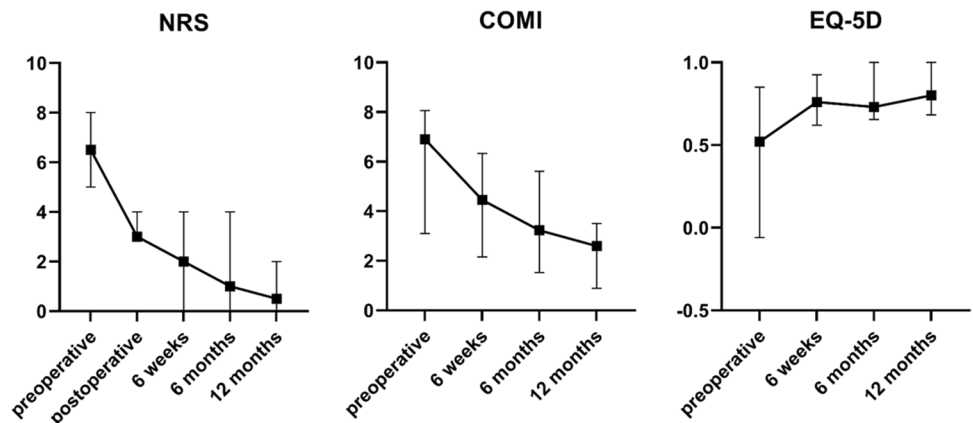 NRS
10
8
6
4
2
0
preoperative
postoperative
6 weeks
6 months
12 months
COMI
10
8
6
4
2
0
preoperative
6 weeks
6 months
12 months
EQ-5D
1.0
0.5
0.0
-0.5
preoperative
6 weeks
6 months
12 months